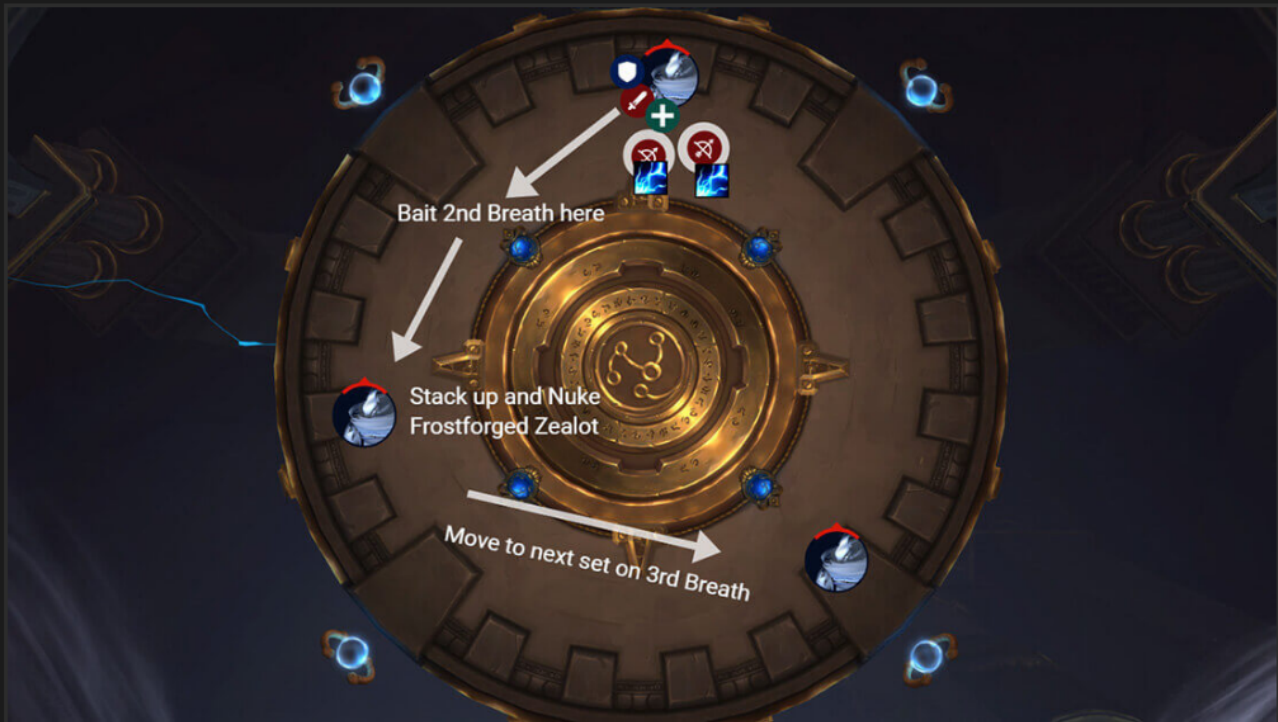 Bait 2nd Breath here
Stack up and Nuke
Frostforged Zealot
Move to next set on 3rd Breath